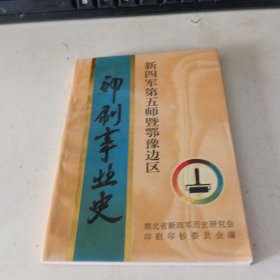 新四军第五师暨鄂豫边区
印刷事业史
湖北省新四军历史研究会
印刷印钞委员会编